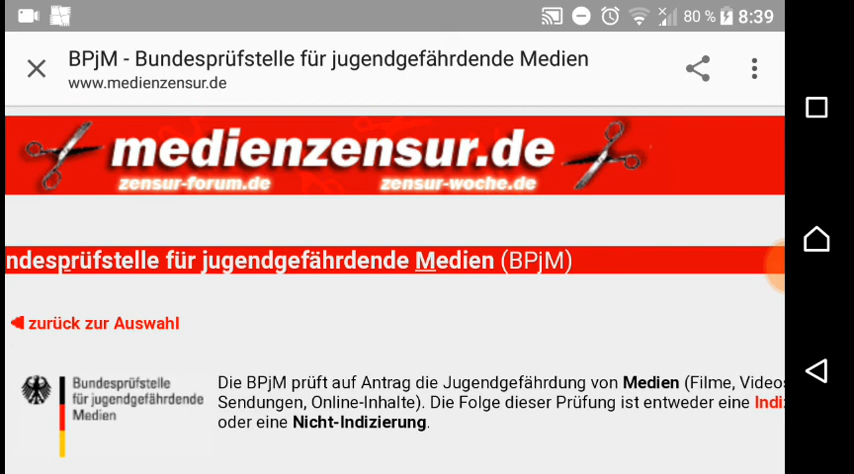 80 % 8:39
BPjM - Bundesprüfstelle für jugendgefährdende Medien
www.medienzensur.de
medienzensur.de
zensur-forum.de zensur-woche.de
ndesprüfstelle für jugendgefährdende Medien (BPjM)
zurück zur Auswahl
Bundesprüfstelle
für jugendgefährdende
Medien
Die BPjM prüft auf Antrag die Jugendgefährdung von Medien (Filme, Videos
Sendungen, Online-Inhalte). Die Folge dieser Prüfung ist entweder eine Indi
oder eine Nicht-Indizierung.